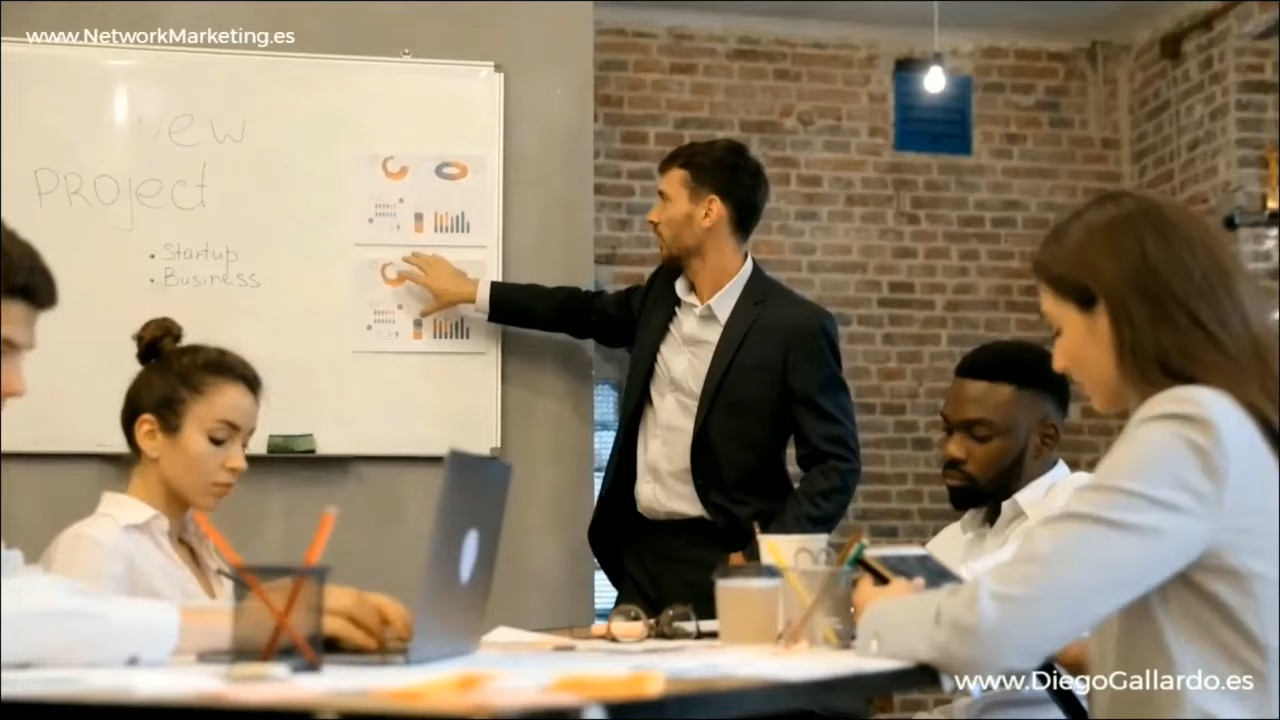 www.NetworkMarketing.es
New
PROject
• Startup
• Business
www.DiegoGallardo.es